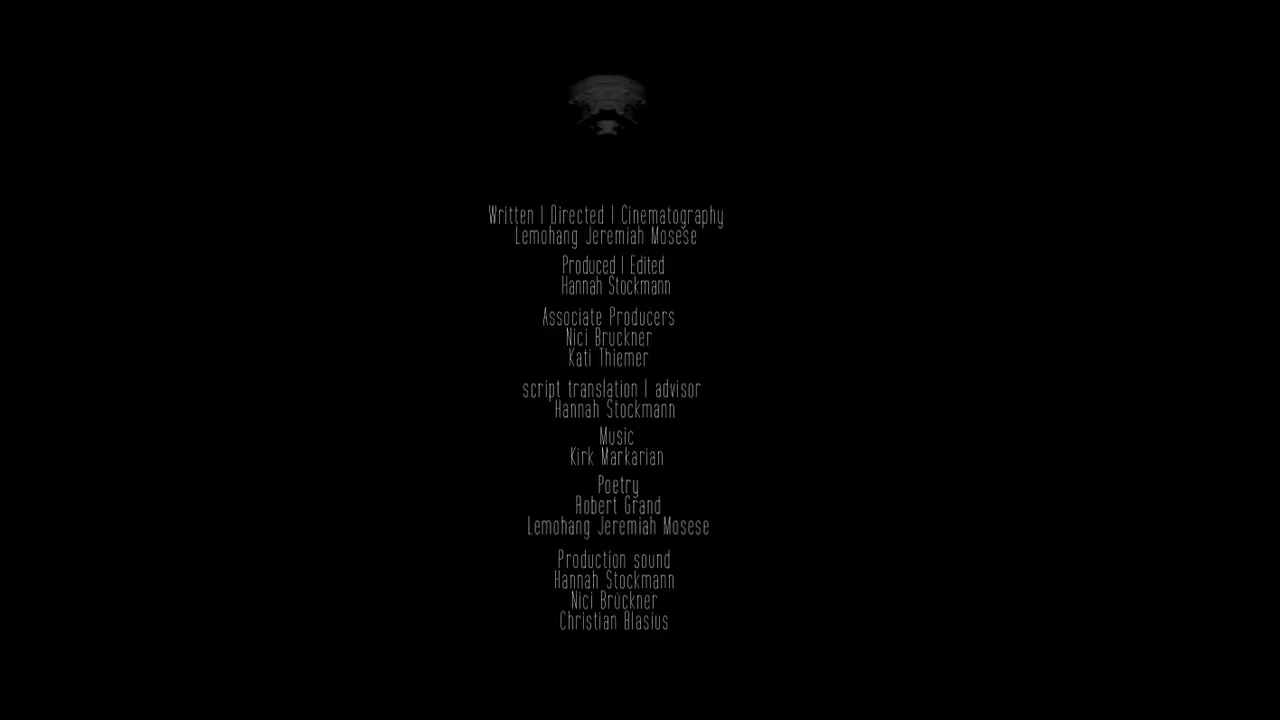 Written | Directed | Cinematography
Lemohang Jeremiah Mosese
Produced | Edited
Hannah Stockmann
Associate Producers
Nici Bruckner
Kati Thiemer
script translation | advisor
Hannah Stockmann
Music
Kirk Markarian
Poetry
Robert Grand
Lemohang Jeremiah Mosese
Production sound
Hannah Stockmann
Nici Brückner
Christian Blasius